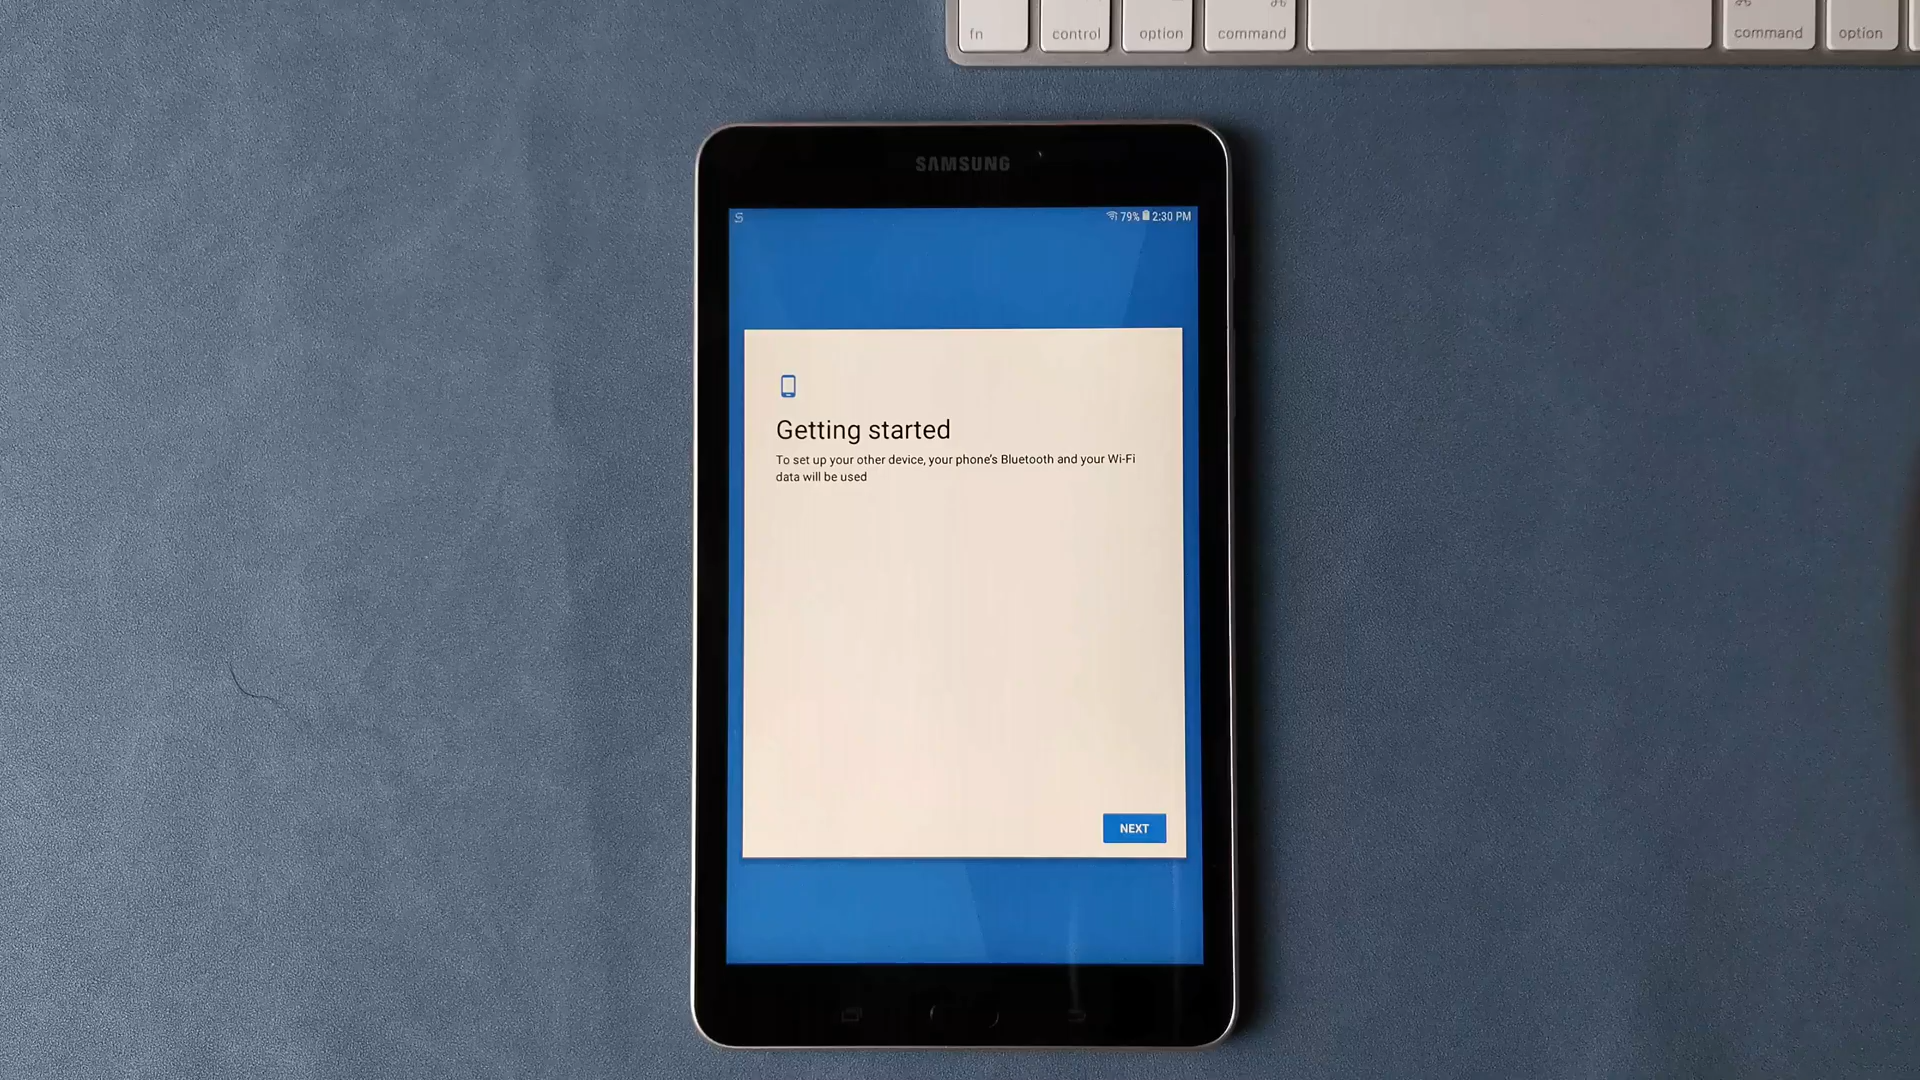 fn control option command command option
SAMSUNG
79% 2:30 PM
Getting started
To set up your other device, your phone's Bluetooth and your Wi-Fi
data will be used
NEXT